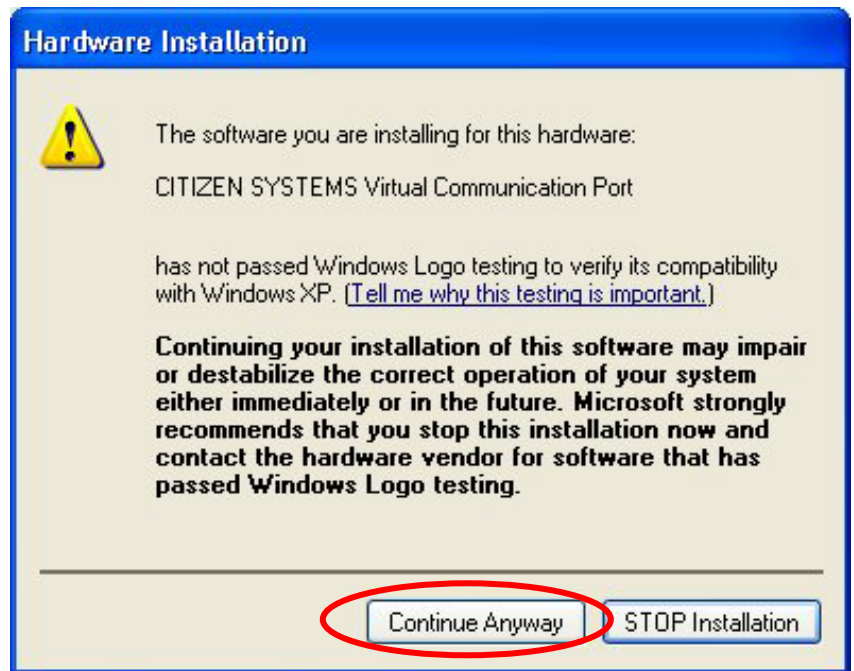 Hardware Installation
The software you are installing for this hardware:
CITIZEN SYSTEMS Virtual Communication Port
has not passed Windows Logo testing to verify its compatibility
with Windows XP. (Tell me why this testing is important.)
Continuing your installation of this software may impair
or destabilize the correct operation of your system
either immediately or in the future. Microsoft strongly
recommends that you stop this installation now and
contact the hardware vendor for software that has
passed Windows Logo testing.
Continue Anyway STOP Installation